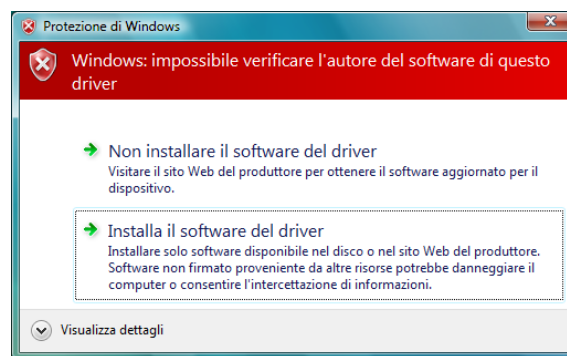 Protezione di Windows
Windows: impossibile verificare l'autore del software di questo
driver
Non installare il software del driver
Visitare il sito Web del produttore per ottenere il software aggiornato per il
dispositivo.
Installa il software del driver
Installare solo software disponibile nel disco o nel sito Web del produttore.
Software non firmato proveniente da altre risorse potrebbe danneggiare il
computer o consentire l'intercettazione di informazioni.
Visualizza dettagli